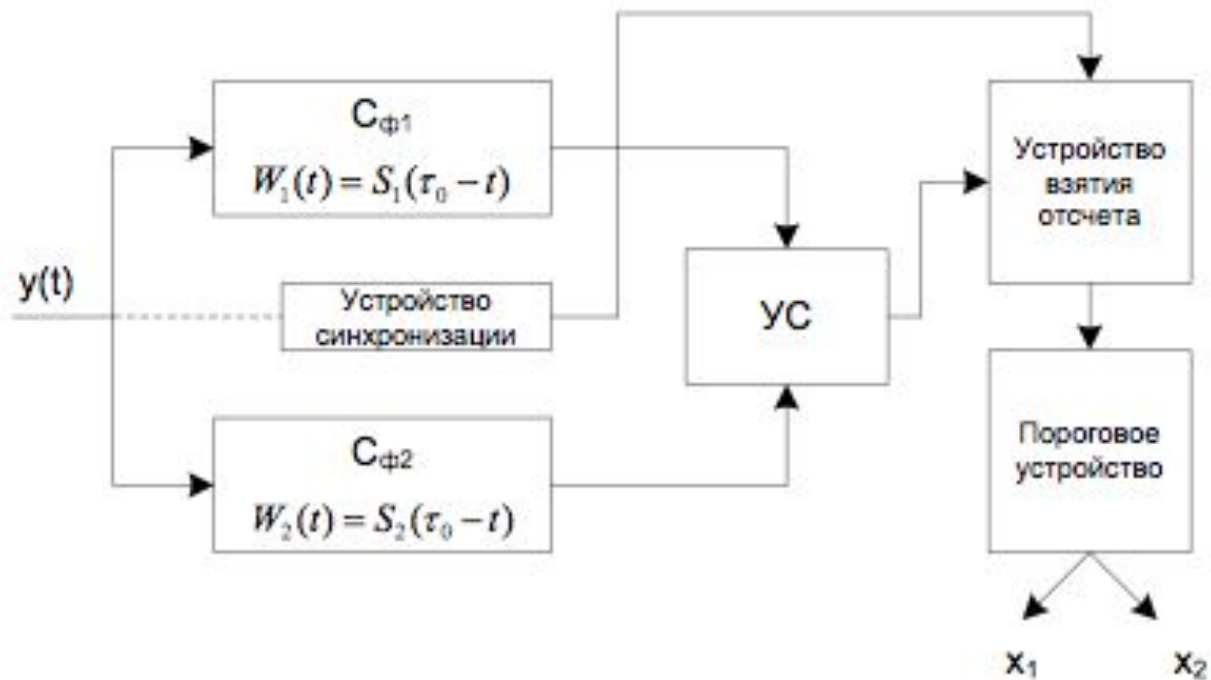 Сф1
W₁(t) = S₁(τ₀ – t)
Устройство
взятия
отсчета
y(t)
Устройство
синхронизации
УС
Сф2
W₂(t) = S₂(τ₀ – t)
Пороговое
устройство
x₁
x₂